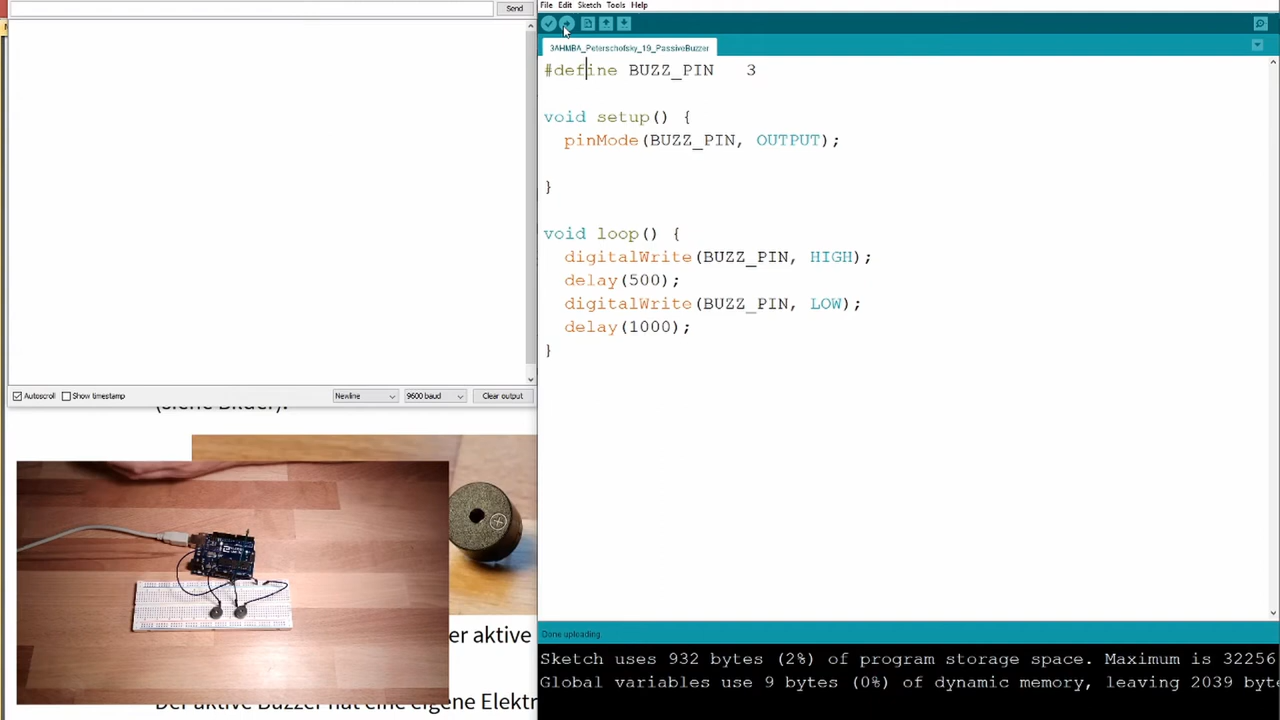 Send
Autoscroll
Show timestamp
Newline
9600 baud
Clear output
(siehe Bilder).
er aktive
Der aktive Buzzer hat eine eigene Elektr
File Edit Sketch Tools Help
3AHMBA_Peterschofsky_19_PassiveBuzzer
#define BUZZ_PIN 3
void setup() {
pinMode(BUZZ_PIN, OUTPUT);
}
void loop() {
digitalWrite(BUZZ_PIN, HIGH);
delay(500);
digitalWrite(BUZZ_PIN, LOW);
delay(1000);
}
Done uploading.
Sketch uses 932 bytes (2%) of program storage space. Maximum is 32256
Global variables use 9 bytes (0%) of dynamic memory, leaving 2039 byte